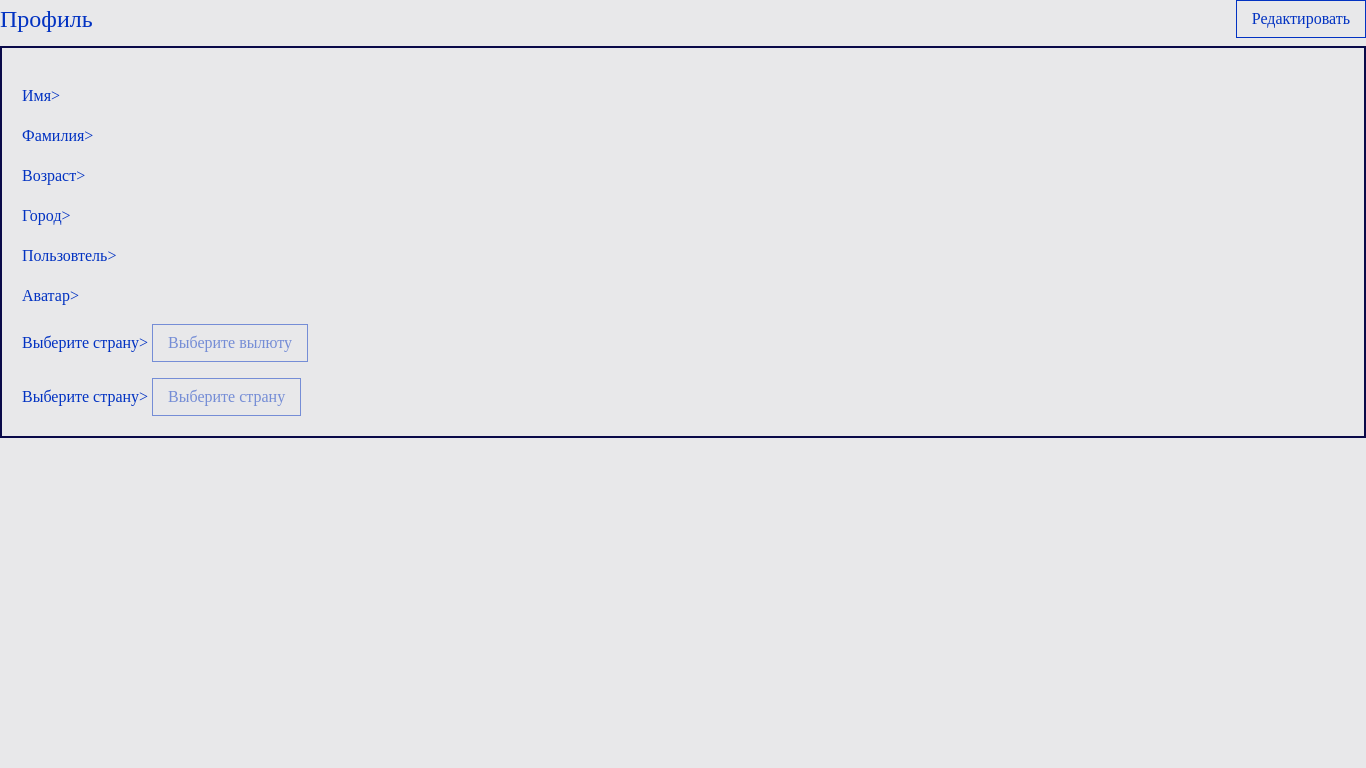 Профиль
Редактировать
Имя>
Фамилия>
Возраст>
Город>
Пользовтель>
Аватар>
Выберите страну> Выберите вылюту
Выберите страну> Выберите страну